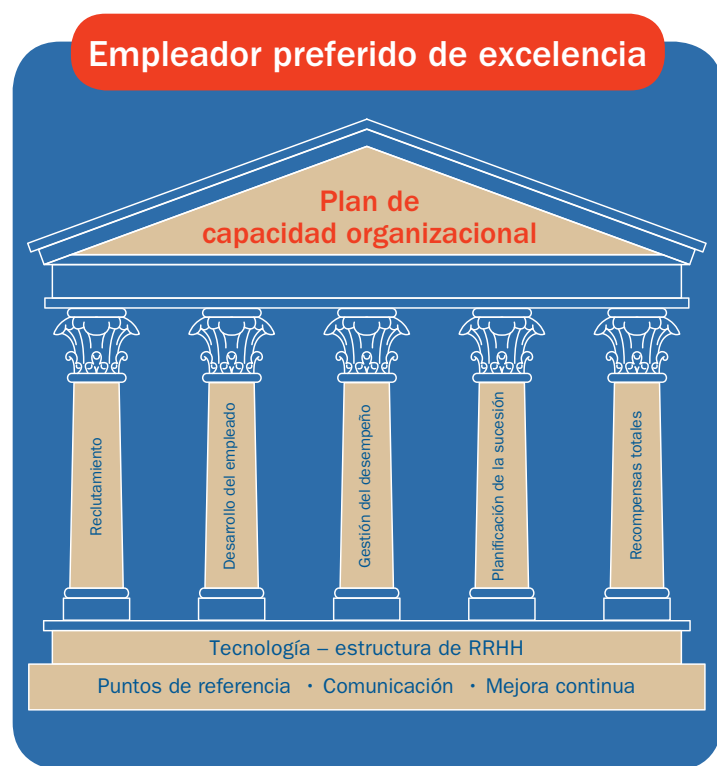 Empleador preferido de excelencia
Plan de
capacidad organizacional
Reclutamiento
Desarrollo del empleado
Gestión del desempeño
Planificación de la sucesión
Recompensas totales
Tecnología – estructura de RRHH
Puntos de referencia · Comunicación · Mejora continua